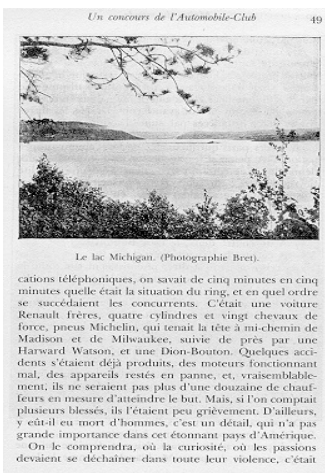 Un concours de l'Automobile-Club 49
Le lac Michigan. (Photographie Bret).
cations téléphoniques, on savait de cinq minutes en cinq
minutes quelle était la situation du ring, et en quel ordre
se succédaient les concurrents. C'était une voiture
Renault frères, quatre cylindres et vingt chevaux de
force, pneus Michelin, qui tenait la tête à mi-chemin de
Madison et de Milwaukee, suivie de près par une
Harward Watson, et une Dion-Bouton. Quelques acci-
dents s'étaient déjà produits, des moteurs fonctionnant
mal, des appareils restés en panne, et, vraisemblable-
ment, ils ne seraient pas plus d'une douzaine de chauf-
feurs en mesure d'atteindre le but. Mais, si l'on comptait
plusieurs blessés, ils l'étaient peu grièvement. D'ailleurs,
y eût-il eu mort d'hommes, c'est un détail, qui n'a pas
grande importance dans cet étonnant pays d'Amérique.
On le comprendra, où la curiosité, où les passions
devaient se déchaîner dans toute leur violence, c'était